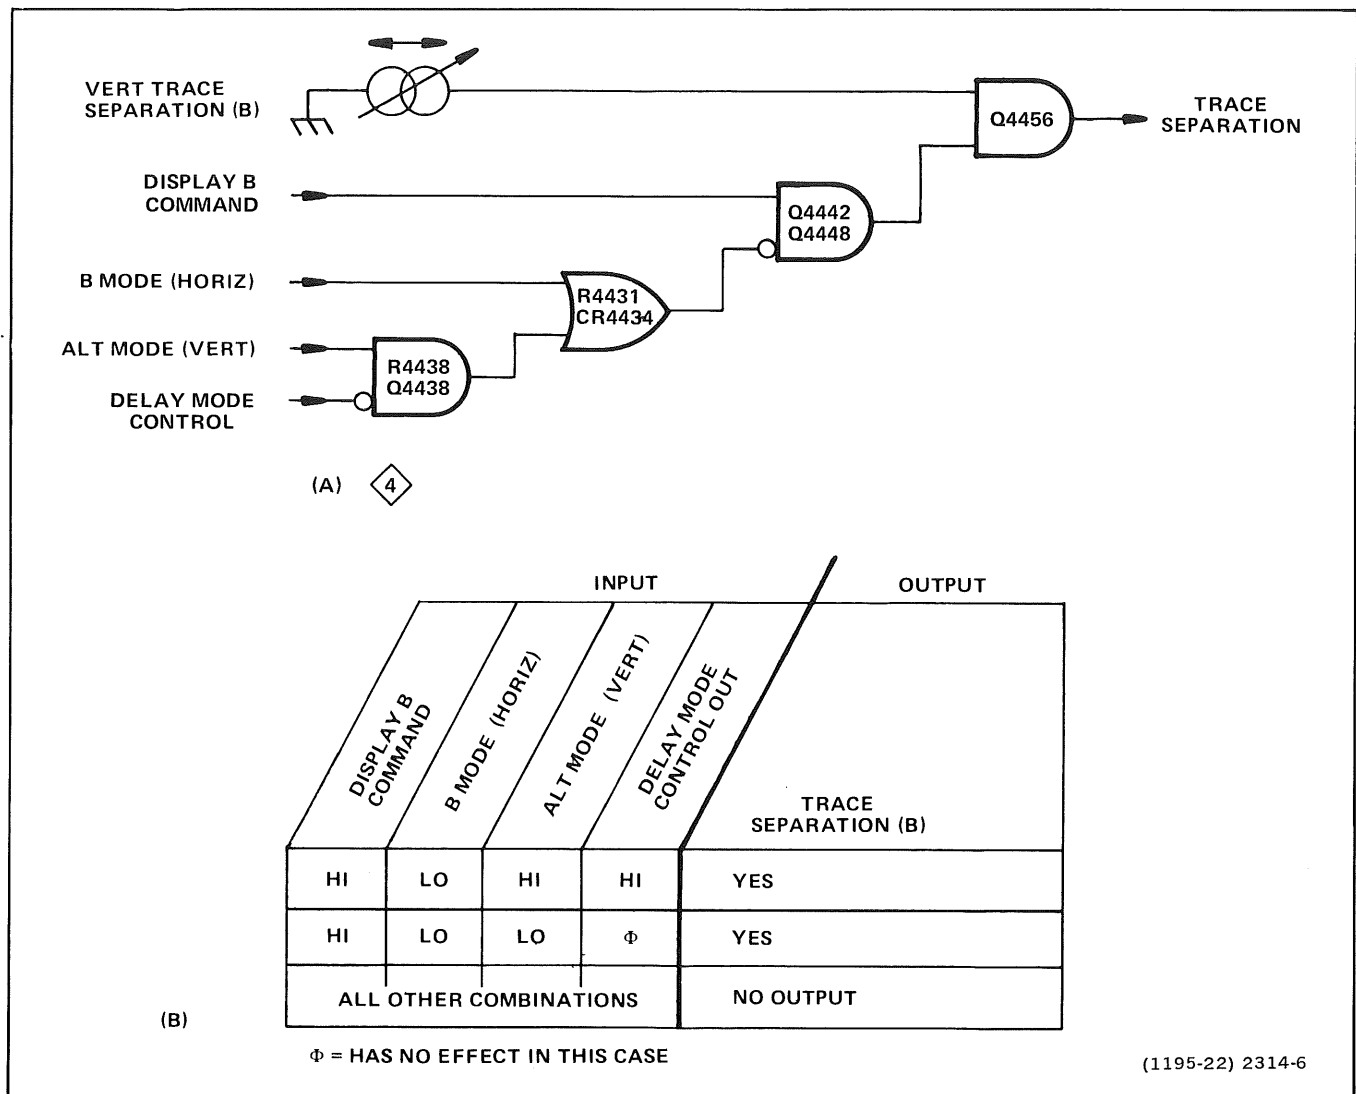 VERT TRACE
SEPARATION (B)
Q4456
TRACE
SEPARATION
DISPLAY B
COMMAND
Q4442
Q4448
B MODE (HORIZ)
R4431
CR4434
ALT MODE (VERT)
R4438
Q4438
DELAY MODE
CONTROL
(A) 4
INPUT OUTPUT
DISPLAY B
COMMAND
B MODE (HORIZ)
ALT MODE (VERT)
DELAY MODE
CONTROL OUT
TRACE
SEPARATION (B)
HI LO HI HI YES
HI LO LO Φ YES
ALL OTHER COMBINATIONS NO OUTPUT
(B)
Φ = HAS NO EFFECT IN THIS CASE
(1195-22) 2314-6